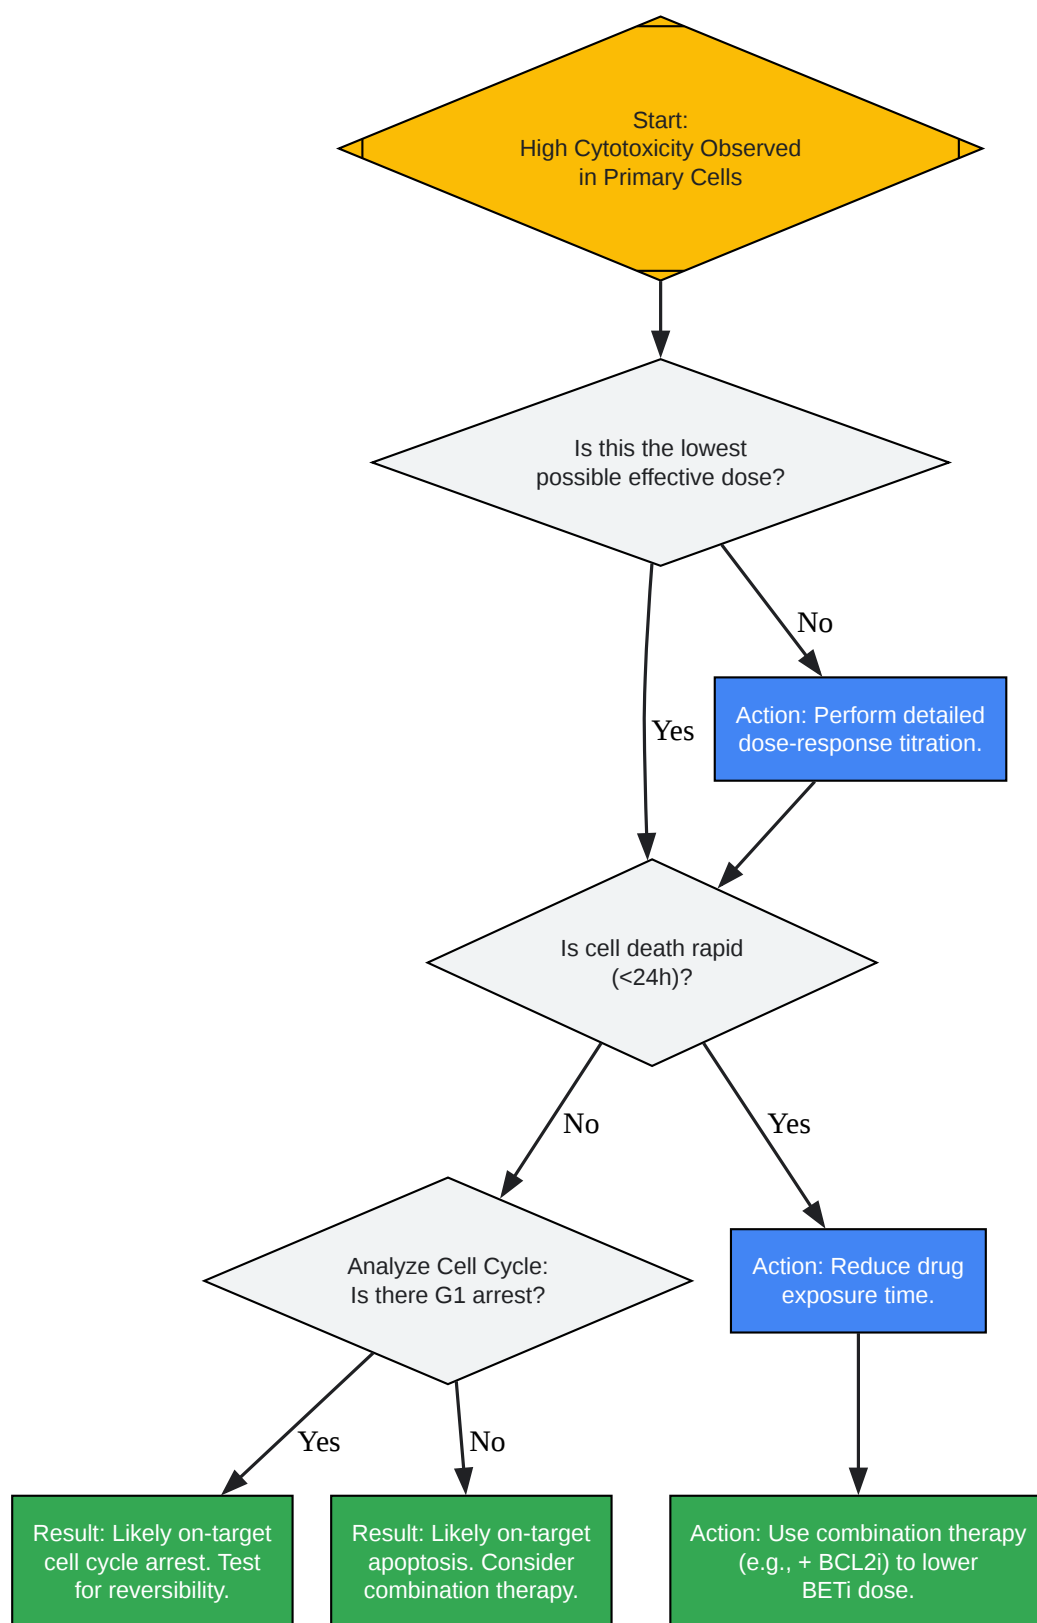 Start:
High Cytotoxicity Observed
in Primary Cells
Is this the lowest
possible effective dose?
No
Yes
Action: Perform detailed
dose-response titration.
Is cell death rapid
(<24h)?
No
Yes
Analyze Cell Cycle:
Is there G1 arrest?
Action: Reduce drug
exposure time.
Yes
No
Result: Likely on-target
cell cycle arrest. Test
for reversibility.
Result: Likely on-target
apoptosis. Consider
combination therapy.
Action: Use combination therapy
(e.g., + BCL2i) to lower
BETi dose.